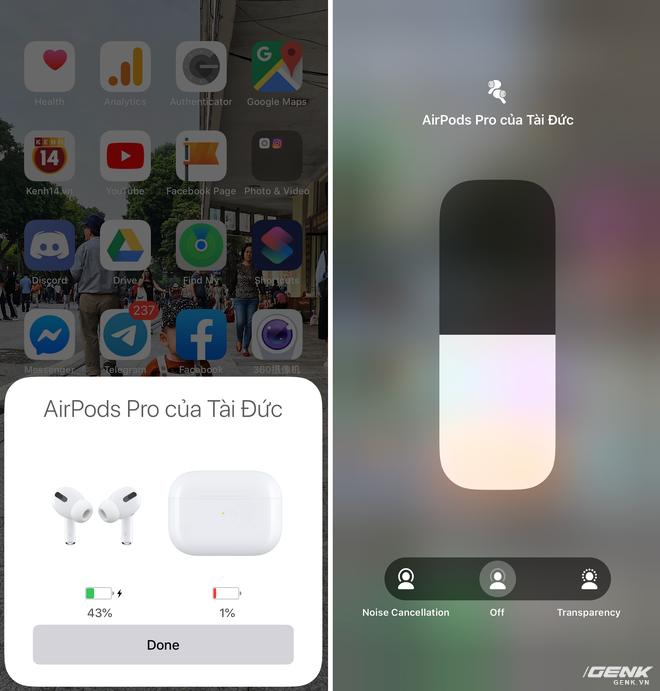 Health
Analytics
Authenticator
Google Maps
KENH
14
Kenh14.vn
YouTube
Facebook Page
Photo & Video
Discord
Drive
Find My
Shortcuts
237
Messenger
Telegram
Facebook
360摄像机
AirPods Pro của Tài Đức
43%
1%
Done
AirPods Pro của Tài Đức
Noise Cancellation
Off
Transparency
/GENK
GENK.VN